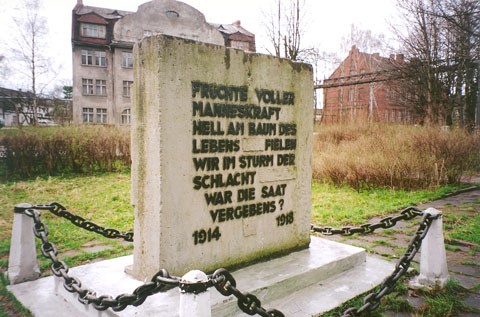 FRÜCHTE VOLLER
MANNESKRAFT
HELL AM BAUM DES
LEBENS FIELEN
WIR IM STURM DER
SCHLACHT
WAR DIE SAAT
VERGEBENS?
1914 1918